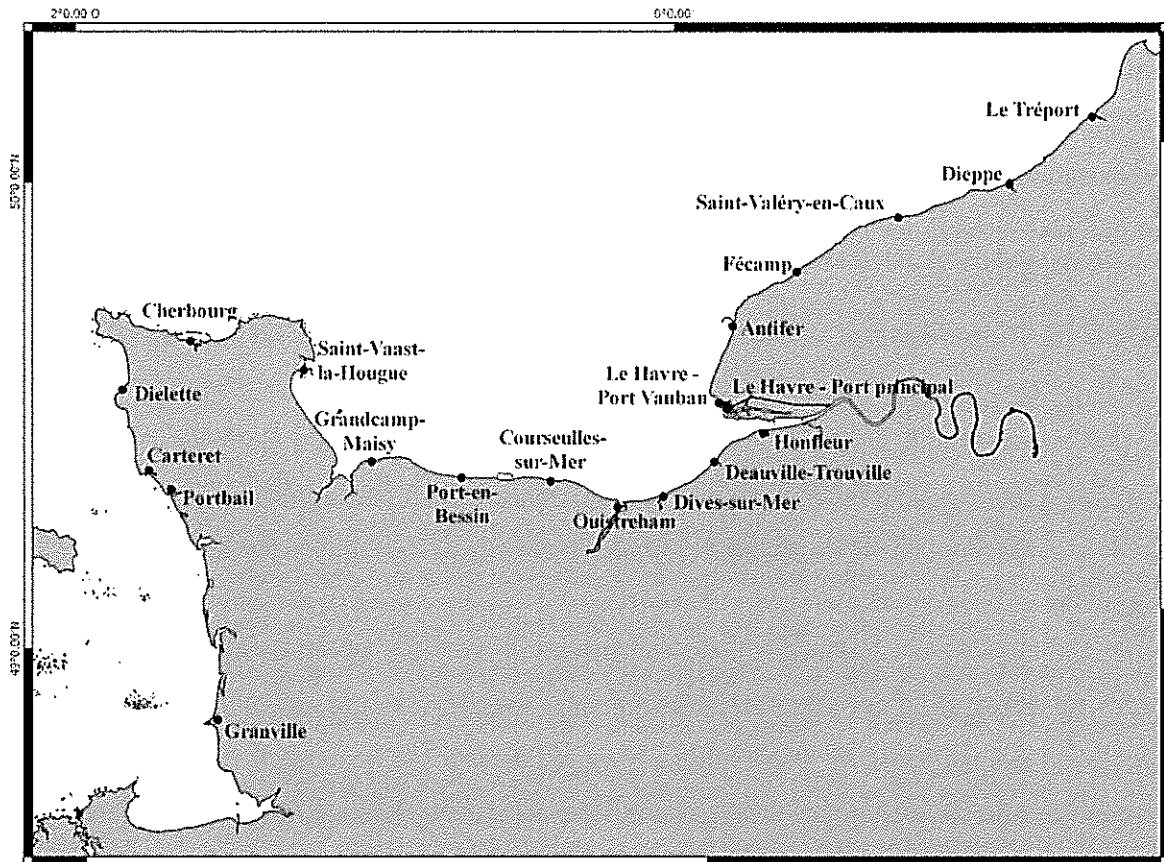 2°0.00'O
0°0.00'
50°0.00'N
49°0.00'N
Le Tréport
Dieppe
Saint-Valéry-en-Caux
Fécamp
Antifer
Cherbourg
Saint-Vaast-
la-Hougue
Dielette
Le Havre -
Port Vauban
Le Havre - Port principal
Grandcamp-
Maisy
Honfleur
Courseulles-
sur-Mer
Carteret
Deauville-Trouville
Portbail
Port-en-
Bessin
Dives-sur-Mer
Ouistreham
Granville